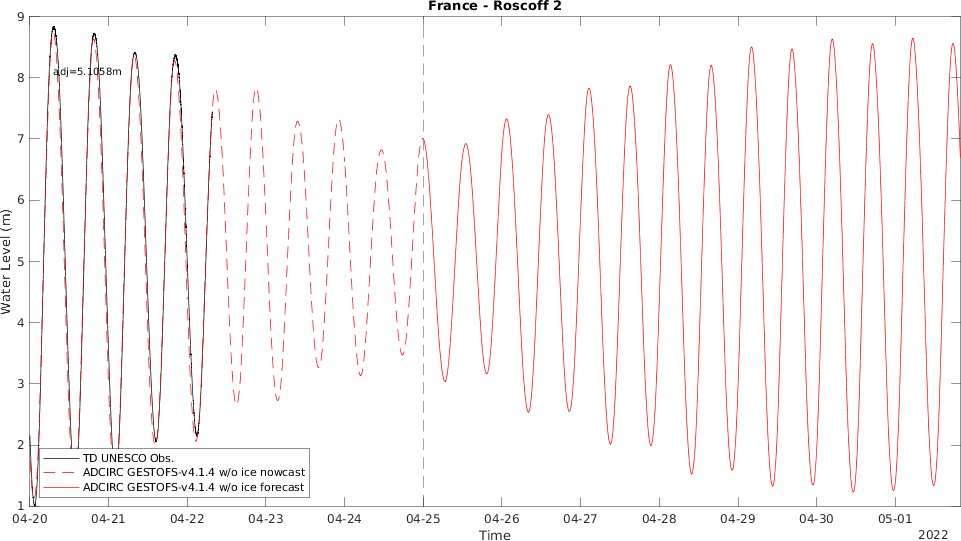 France - Roscoff 2
9
8
7
6
5
4
3
2
1
Water Level (m)
adj=5.1058m
TD UNESCO Obs.
ADCIRC GESTOFS-v4.1.4 w/o ice nowcast
ADCIRC GESTOFS-v4.1.4 w/o ice forecast
04-20 04-21 04-22 04-23 04-24 04-25 04-26 04-27 04-28 04-29 04-30 05-01
Time
2022